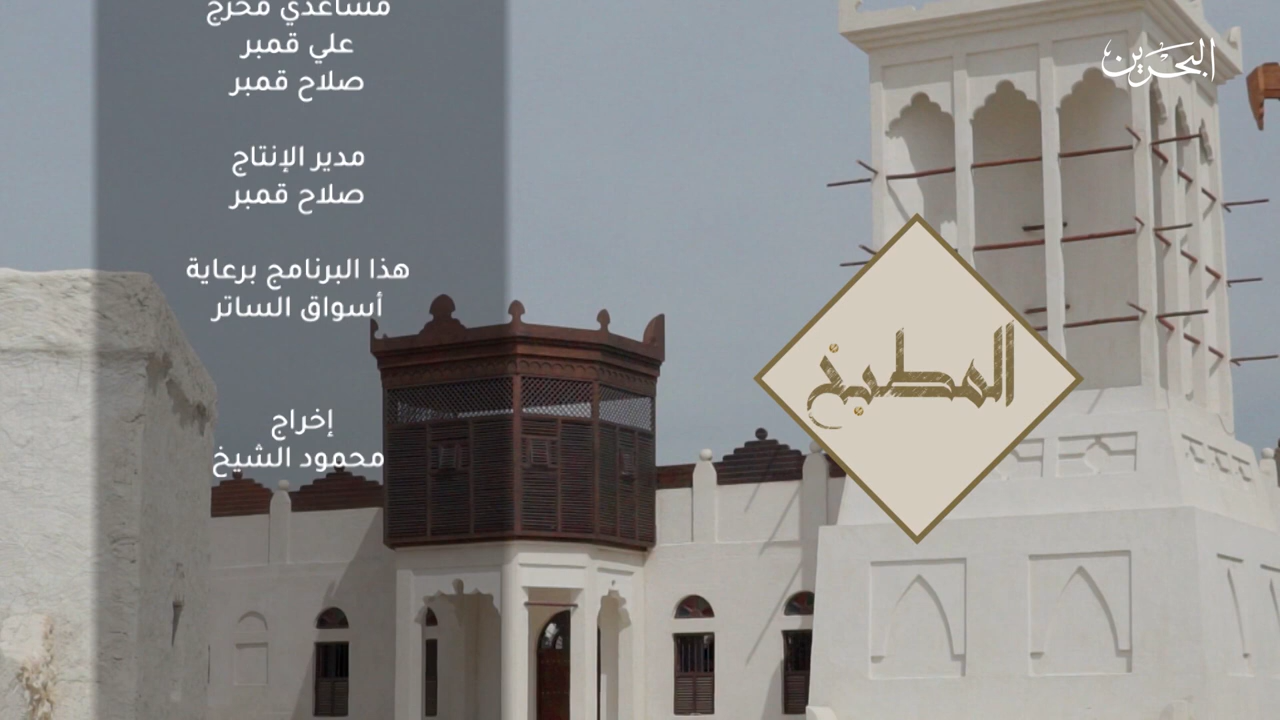 مساعدي مخرج
علي قمبر
صلاح قمبر
مدير الإنتاج
صلاح قمبر
هذا البرنامج برعاية
أسواق الساتر
إخراج
محمود الشيخ
البحرين
المطبخ